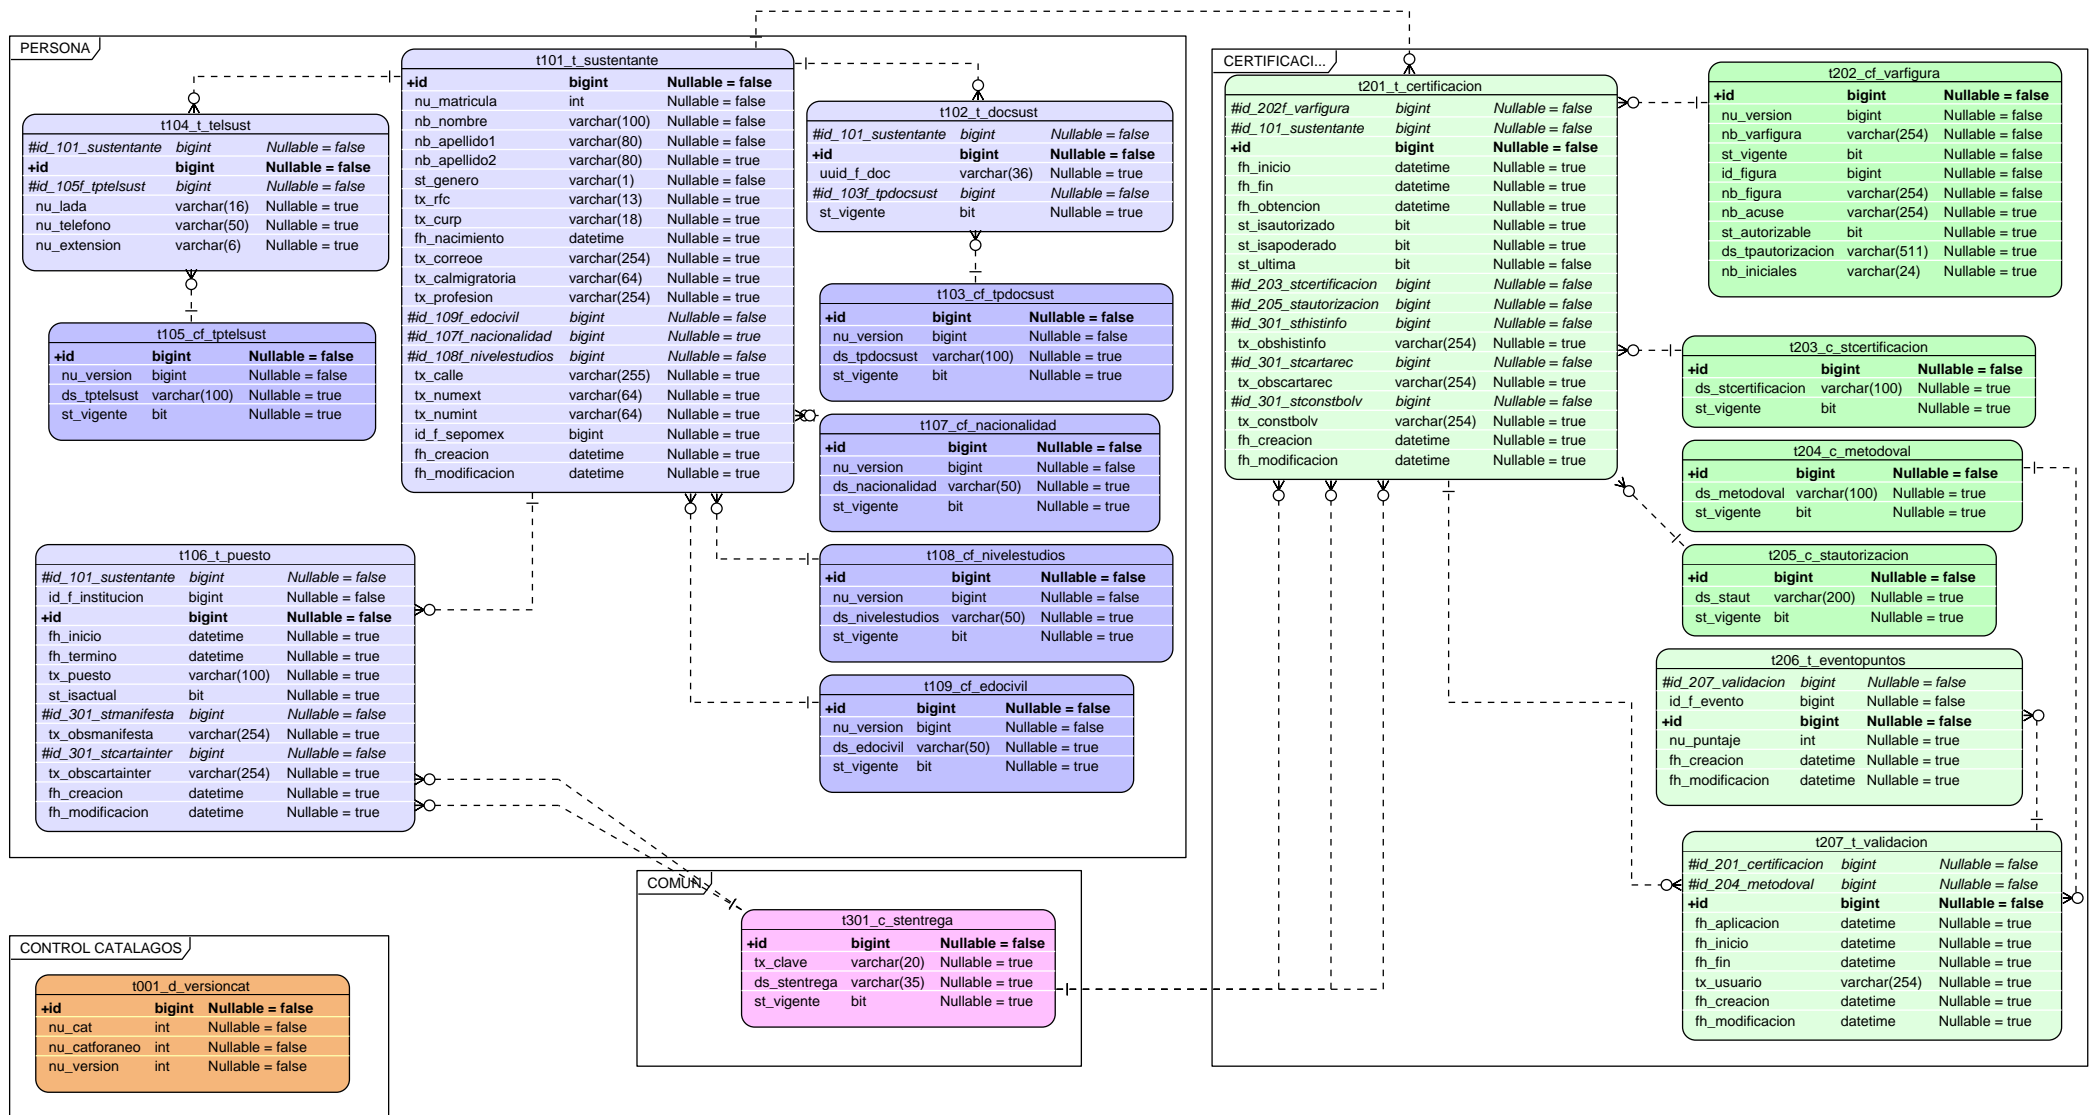 PERSONA
t101_t_sustentante
+id bigint Nullable = false
nu_matricula int Nullable = false
nb_nombre varchar(100) Nullable = false
nb_apellido1 varchar(80) Nullable = false
nb_apellido2 varchar(80) Nullable = true
st_genero varchar(1) Nullable = false
tx_rfc varchar(13) Nullable = true
tx_curp varchar(18) Nullable = true
fh_nacimiento datetime Nullable = true
tx_correoe varchar(254) Nullable = true
tx_calmigratoria varchar(64) Nullable = true
tx_profesion varchar(254) Nullable = true
#id_109f_edocivil bigint Nullable = false
#id_107f_nacionalidad bigint Nullable = true
#id_108f_nivelestudios bigint Nullable = false
tx_calle varchar(255) Nullable = true
tx_numext varchar(64) Nullable = true
tx_numint varchar(64) Nullable = true
id_f_sepomex bigint Nullable = true
fh_creacion datetime Nullable = true
fh_modificacion datetime Nullable = true
t104_t_telsust
#id_101_sustentante bigint Nullable = false
+id bigint Nullable = false
#id_105f_tptelsust bigint Nullable = false
nu_lada varchar(16) Nullable = true
nu_telefono varchar(50) Nullable = true
nu_extension varchar(6) Nullable = true
t105_cf_tptelsust
+id bigint Nullable = false
nu_version bigint Nullable = false
ds_tptelsust varchar(100) Nullable = true
st_vigente bit Nullable = true
t102_t_docsust
#id_101_sustentante bigint Nullable = false
+id bigint Nullable = false
uuid_f_doc varchar(36) Nullable = true
#id_103f_tpdocsust bigint Nullable = false
st_vigente bit Nullable = true
t103_cf_tpdocsust
+id bigint Nullable = false
nu_version bigint Nullable = false
ds_tpdocsust varchar(100) Nullable = true
st_vigente bit Nullable = true
t107_cf_nacionalidad
+id bigint Nullable = false
nu_version bigint Nullable = false
ds_nacionalidad varchar(50) Nullable = true
st_vigente bit Nullable = true
t108_cf_nivelestudios
+id bigint Nullable = false
nu_version bigint Nullable = false
ds_nivelestudios varchar(50) Nullable = true
st_vigente bit Nullable = true
t109_cf_edocivil
+id bigint Nullable = false
nu_version bigint Nullable = false
ds_edocivil varchar(50) Nullable = true
st_vigente bit Nullable = true
t106_t_puesto
#id_101_sustentante bigint Nullable = false
id_f_institucion bigint Nullable = false
+id bigint Nullable = false
fh_inicio datetime Nullable = true
fh_termino datetime Nullable = true
tx_puesto varchar(100) Nullable = true
st_isactual bit Nullable = true
#id_301_stmanifesta bigint Nullable = false
tx_obsmanifesta varchar(254) Nullable = true
#id_301_stcartainter bigint Nullable = false
tx_obscartainter varchar(254) Nullable = true
fh_creacion datetime Nullable = true
fh_modificacion datetime Nullable = true
COMUN
t301_c_stentrega
+id bigint Nullable = false
tx_clave varchar(20) Nullable = true
ds_stentrega varchar(35) Nullable = true
st_vigente bit Nullable = true
CONTROL CATALAGOS
t001_d_versioncat
+id bigint Nullable = false
nu_cat int Nullable = false
nu_catforaneo int Nullable = false
nu_version int Nullable = false
CERTIFICACI...
t201_t_certificacion
#id_202f_varfigura bigint Nullable = false
#id_101_sustentante bigint Nullable = false
+id bigint Nullable = false
fh_inicio datetime Nullable = true
fh_fin datetime Nullable = true
fh_obtencion datetime Nullable = true
st_isautorizado bit Nullable = true
st_isapoderado bit Nullable = true
st_ultima bit Nullable = false
#id_203_stcertificacion bigint Nullable = false
#id_205_stautorizacion bigint Nullable = false
#id_301_sthistinfo bigint Nullable = false
tx_obshistinfo varchar(254) Nullable = true
#id_301_stcartarec bigint Nullable = false
tx_obscartarec varchar(254) Nullable = true
#id_301_stconstbolv bigint Nullable = false
tx_constbolv varchar(254) Nullable = true
fh_creacion datetime Nullable = true
fh_modificacion datetime Nullable = true
t202_cf_varfigura
+id bigint Nullable = false
nu_version bigint Nullable = false
nb_varfigura varchar(254) Nullable = false
st_vigente bit Nullable = false
id_figura bigint Nullable = false
nb_figura varchar(254) Nullable = false
nb_acuse varchar(254) Nullable = true
st_autorizable bit Nullable = true
ds_tpautorizacion varchar(511) Nullable = true
nb_iniciales varchar(24) Nullable = true
t203_c_stcertificacion
+id bigint Nullable = false
ds_stcertificacion varchar(100) Nullable = true
st_vigente bit Nullable = true
t204_c_metodoval
+id bigint Nullable = false
ds_metodoval varchar(100) Nullable = true
st_vigente bit Nullable = true
t205_c_stautorizacion
+id bigint Nullable = false
ds_staut varchar(200) Nullable = true
st_vigente bit Nullable = true
t206_t_eventopuntos
#id_207_validacion bigint Nullable = false
id_f_evento bigint Nullable = false
+id bigint Nullable = false
nu_puntaje int Nullable = true
fh_creacion datetime Nullable = true
fh_modificacion datetime Nullable = true
t207_t_validacion
#id_201_certificacion bigint Nullable = false
#id_204_metodoval bigint Nullable = false
+id bigint Nullable = false
fh_aplicacion datetime Nullable = true
fh_inicio datetime Nullable = true
fh_fin datetime Nullable = true
tx_usuario varchar(254) Nullable = true
fh_creacion datetime Nullable = true
fh_modificacion datetime Nullable = true